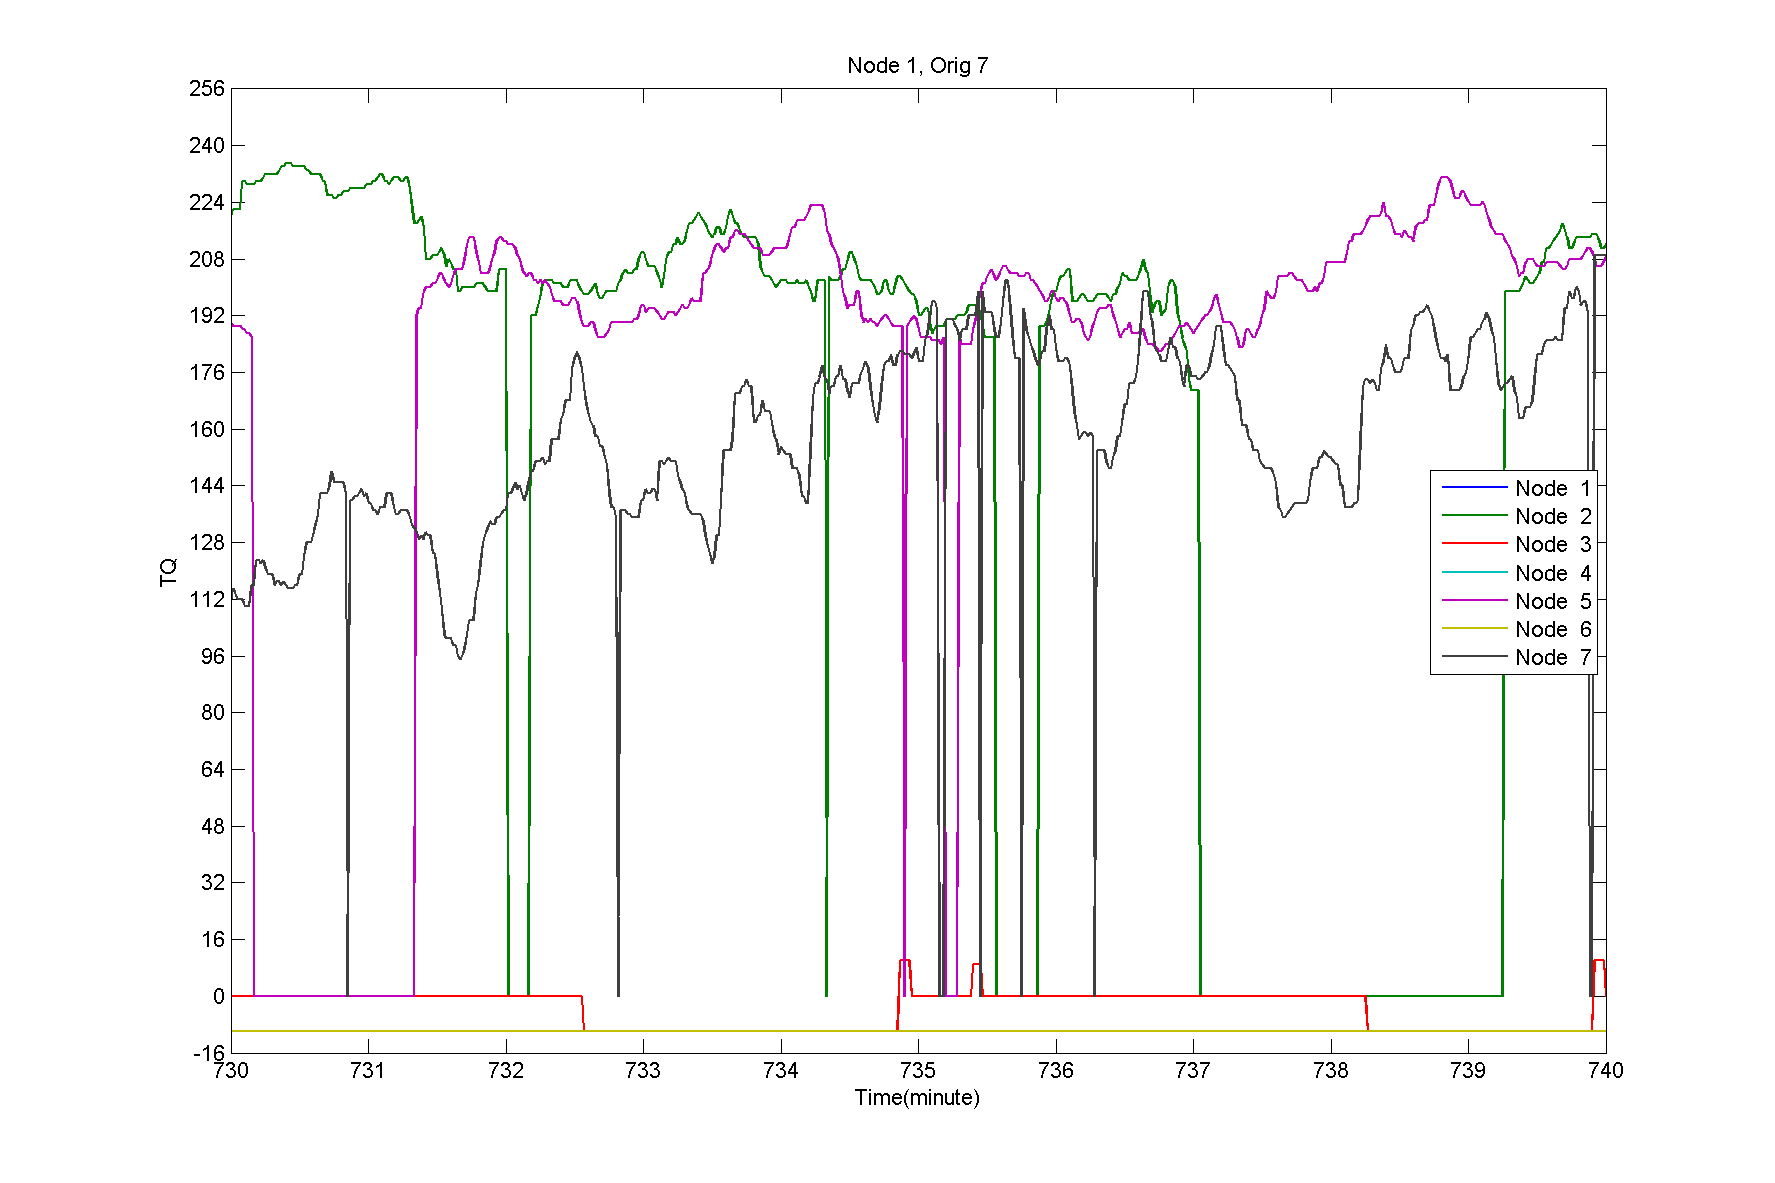 Node 1, Orig 7
256
240
224
208
192
176
160
144
128
112
96
80
64
48
32
16
0
-16
TQ
730 731 732 733 734 735 736 737 738 739 740
Time(minute)
Node 1
Node 2
Node 3
Node 4
Node 5
Node 6
Node 7